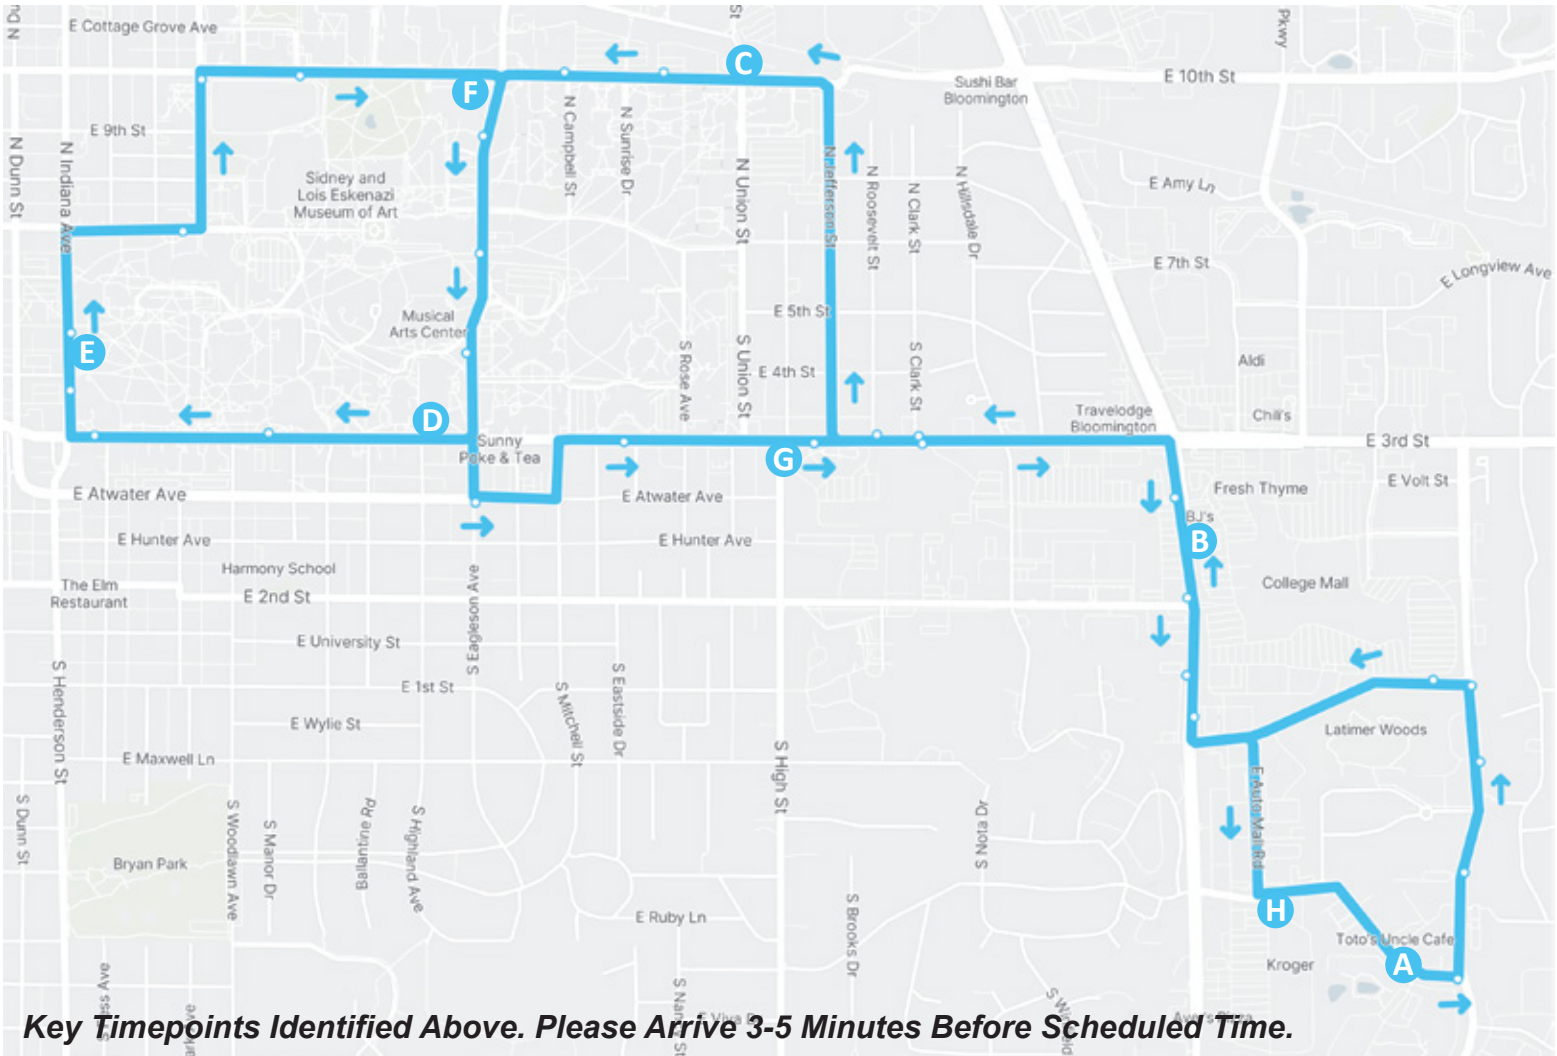 E Cottage Grove Ave
St
Pkwy
C
E 10th St
Sushi Bar
Bloomington
F
N Campbell St
N Sunrise Dr
E 9th St
N Dunn St
N Indiana Ave
Sidney and
Lois Eskenazi
Museum of Art
N Union St
N Jefferson St
N Roosevelt St
N Clark St
N Hillsdale Dr
E Amy Ln
E 7th St
E Longview Ave
Musical
Arts Center
E 5th St
E
S Rose Ave
S Union St
E 4th St
S Clark St
Aldi
D
Travelodge
Bloomington
Chili's
Sunny
Poke & Tea
G
E 3rd St
E Atwater Ave
E Atwater Ave
Fresh Thyme
E Volt St
BJ's
B
E Hunter Ave
E Hunter Ave
Harmony School
College Mall
The Elm
Restaurant
E 2nd St
S Eagleson Ave
E University St
S Henderson St
E 1st St
S Mitchell St
S Eastside Dr
E Wylie St
Latimer Woods
E Maxwell Ln
S High St
E Auto Mall Rd
S Dunn St
S Woodlawn Ave
S Manor Dr
Ballantine Rd
S Highland Ave
S Nota Dr
Bryan Park
S Brooks Dr
E Ruby Ln
H
Toto's Uncle Cafe
Kroger
A
Key Timepoints Identified Above. Please Arrive 3-5 Minutes Before Scheduled Time.